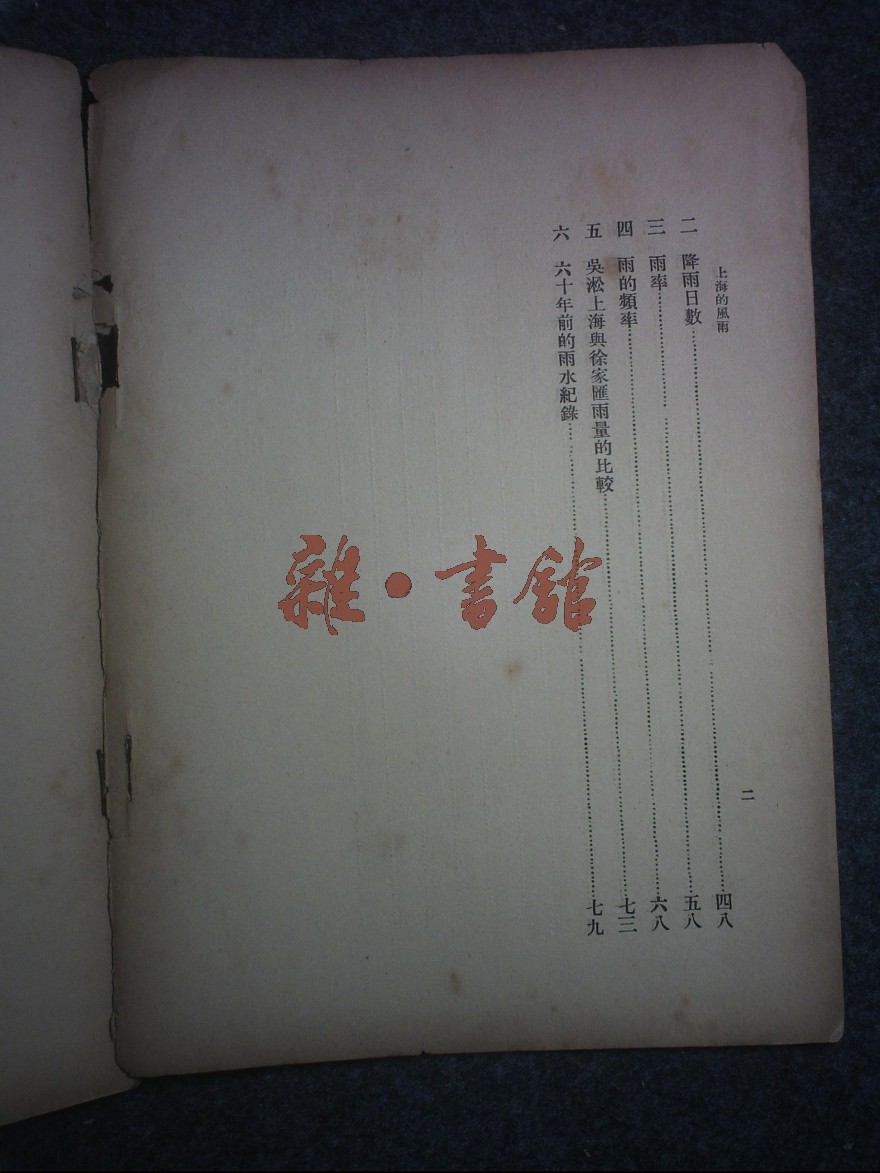 上海的風雨
二
二 降雨日數……四八
三 雨率……五八
四 雨的頻率……六八
五 吳淞上海與徐家匯雨量的比較……七三
六 六十年前的雨水紀錄……七九
雜·書館